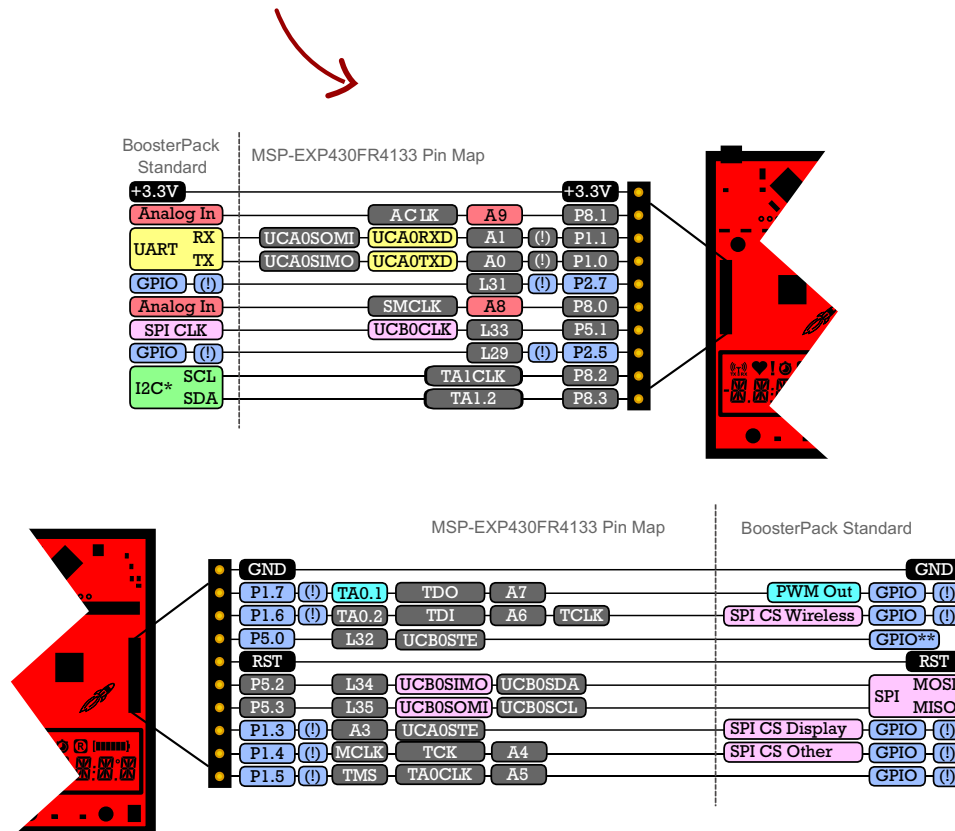 BoosterPack
Standard
MSP-EXP430FR4133 Pin Map
+3.3V +3.3V
Analog In ACLK A9 P8.1
UART
RX UCA0SOMI UCA0RXD A1 (!) P1.1
TX UCA0SIMO UCA0TXD A0 (!) P1.0
GPIO (!) L31 (!) P2.7
Analog In SMCLK A8 P8.0
SPI CLK UCB0CLK L33 P5.1
GPIO (!) L29 (!) P2.5
I2C*
SCL TA1CLK P8.2
SDA TA1.2 P8.3
MSP-EXP430FR4133 Pin Map BoosterPack Standard
GND GND
P1.7 (!) TA0.1 TDO A7 PWM Out GPIO (!)
P1.6 (!) TA0.2 TDI A6 TCLK SPI CS Wireless GPIO (!)
P5.0 L32 UCB0STE GPIO**
RST RST
P5.2 L34 UCB0SIMO UCB0SDA SPI MOSI
P5.3 L35 UCB0SOMI UCB0SCL MISO
P1.3 (!) A3 UCA0STE SPI CS Display GPIO (!)
P1.4 (!) MCLK TCK A4 SPI CS Other GPIO (!)
P1.5 (!) TMS TA0CLK A5 GPIO (!)